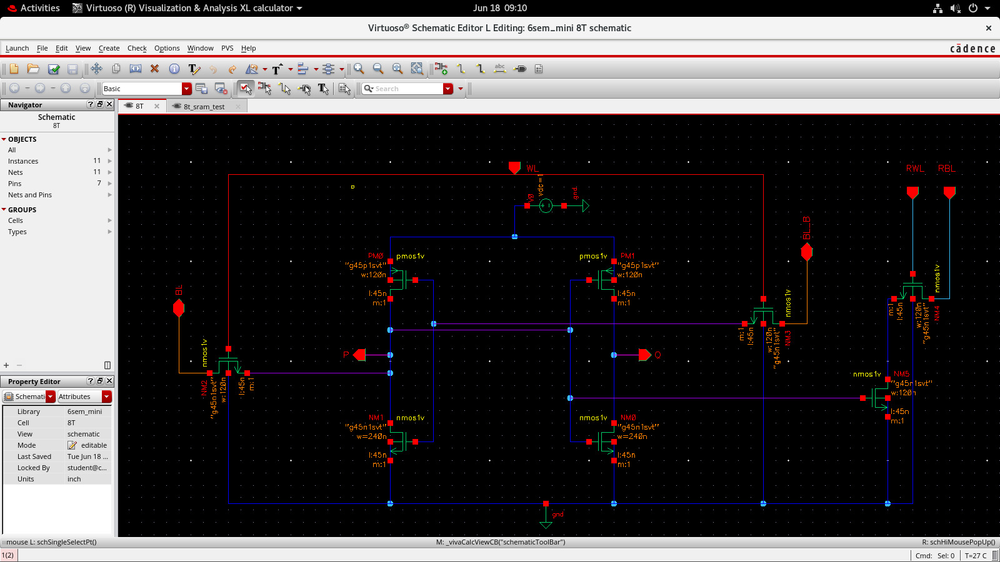 Activities
Virtuoso (R) Visualization & Analysis XL calculator
Jun 18 09:10
Virtuoso® Schematic Editor L Editing: 6sem_mini 8T schematic
Launch File Edit View Create Check Options Window PVS Help
cādence
Basic
Search
Navigator
8T
8t_sram_test
Schematic
8T
OBJECTS
All
Instances 11
Nets 11
Pins 7
Nets and Pins
GROUPS
Cells
Types
Property Editor
Schemati
Attributes
Library 6sem_mini
Cell 8T
View schematic
Mode editable
Last Saved Tue Jun 18 ...
Locked By student@c...
Units inch
WL
RWL
RBL
V0
vdc=1
gnd
BLB
BL
PM0
pmos1v
"g45p1svt"
w:120n
l:45n
m:1
pmos1v
PM1
"g45p1svt"
w:120n
l:45n
m:1
nmos1v
NM3
"g45n1svt"
w:120n
l:45n
m:1
nmos1v
NM4
"g45n1svt"
w:120n
l:45n
m:1
P
Q
nmos1v
NM2
"g45n1svt"
w:120n
l:45n
m:1
nmos1v
NM5
"g45n1svt"
w:120n
l:45n
m:1
NM1
nmos1v
"g45n1svt"
w=240n
l:45n
m:1
nmos1v
NM0
"g45n1svt"
w=240n
l:45n
m:1
gnd
mouse L: schSingleSelectPt()
M: _vivaCalcViewCB("schematicToolBar")
R: schHiMousePopUp()
1(2)
Cmd: Sel: 0
T=27 C